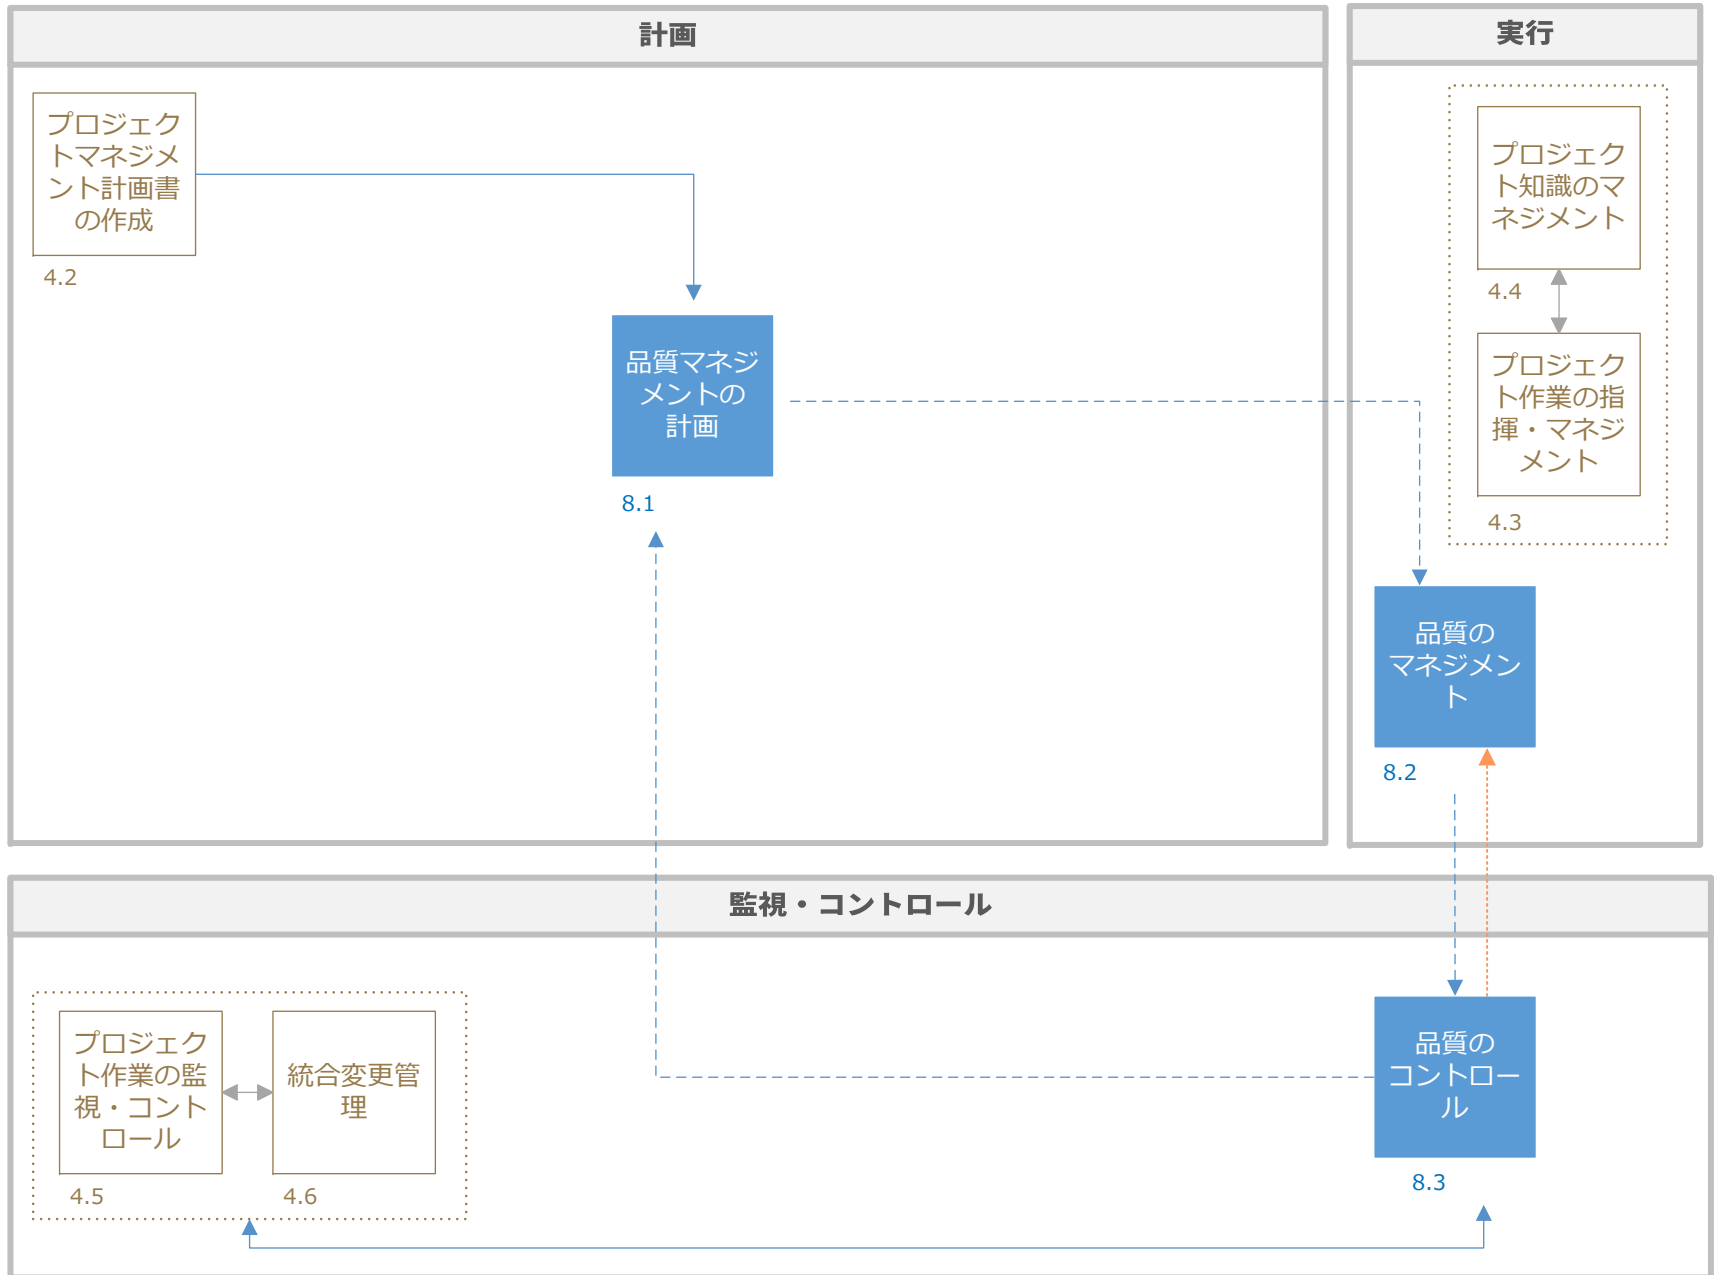 計画
プロジェク
トマネジメ
ント計画書
の作成
4.2
品質マネジ
メントの
計画
8.1
実行
プロジェク
ト知識のマ
ネジメント
4.4
プロジェク
ト作業の指
揮・マネジ
メント
4.3
品質の
マネジメン
ト
8.2
監視・コントロール
プロジェク
ト作業の監
視・コント
ロール
4.5
統合変更管
理
4.6
品質の
コントロー
ル
8.3